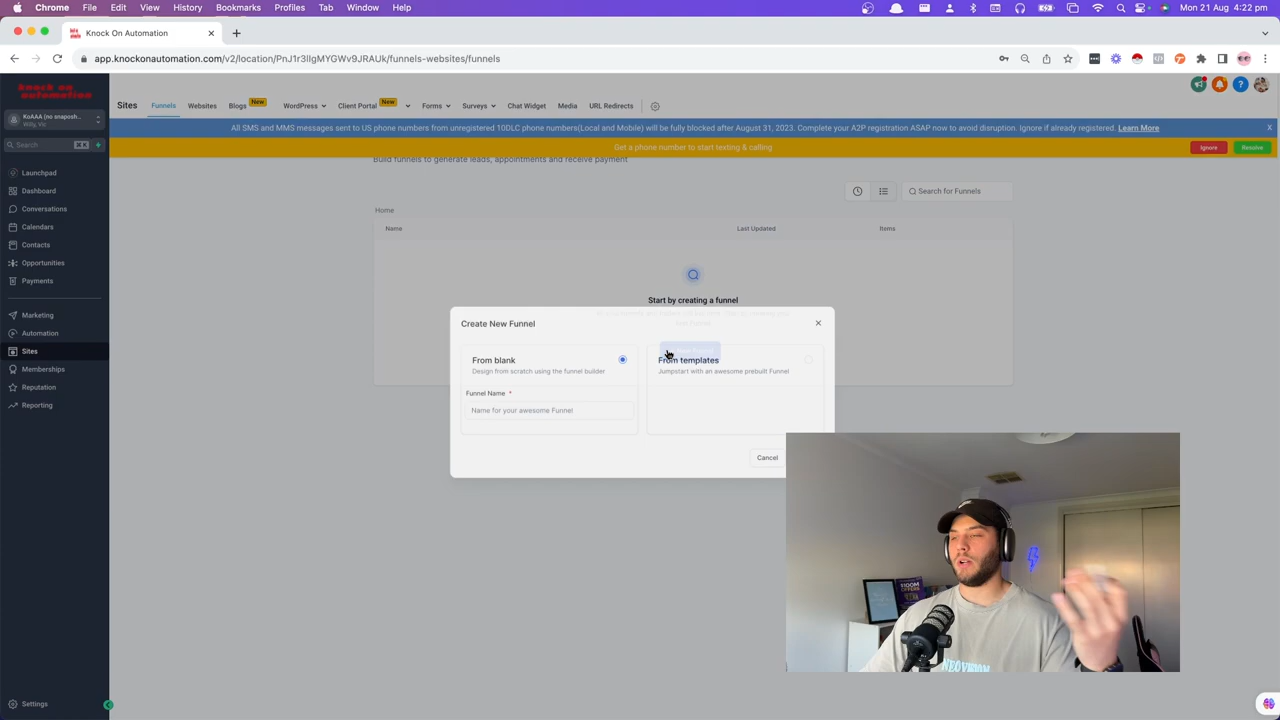 Chrome File Edit View History Bookmarks Profiles Tab Window Help
Knock On Automation
app.knockonautomation.com/v2/location/PnJ1r3lIgMYGWv9JRAUk/funnels-websites/funnels
knock on
automation
KoAAA (no snaposh...
Willy, Vic
Search
⌘K
Launchpad
Dashboard
Conversations
Calendars
Contacts
Opportunities
Payments
Marketing
Automation
Sites
Memberships
Reputation
Reporting
Settings
Sites
Funnels
Websites
Blogs New
WordPress
Client Portal New
Forms
Surveys
Chat Widget
Media
URL Redirects
All SMS and MMS messages sent to US phone numbers from unregistered 10DLC phone numbers(Local and Mobile) will be fully blocked after August 31, 2023. Complete your A2P registration ASAP now to avoid disruption. Ignore if already registered. Learn More X
Get a phone number to start texting & calling
Ignore
Resolve
Build funnels to generate leads, appointments and receive payment
Search for Funnels
Home
Name Last Updated Items
Start by creating a funnel
Create New Funnel
From blank
Design from scratch using the funnel builder
Funnel Name *
Name for your awesome Funnel
From templates
Jumpstart with an awesome prebuilt Funnel
Cancel
$100M
OFFERS